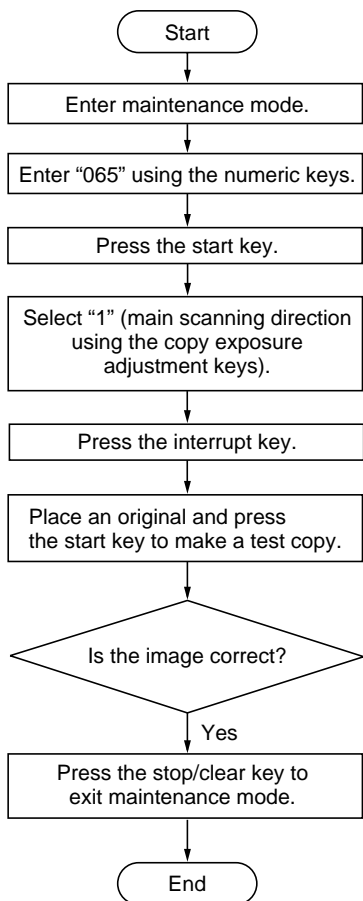 Start
Enter maintenance mode.
Enter “065” using the numeric keys.
Press the start key.
Select “1” (main scanning direction
using the copy exposure
adjustment keys).
Press the interrupt key.
Place an original and press
the start key to make a test copy.
Is the image correct?
Yes
Press the stop/clear key to
exit maintenance mode.
End